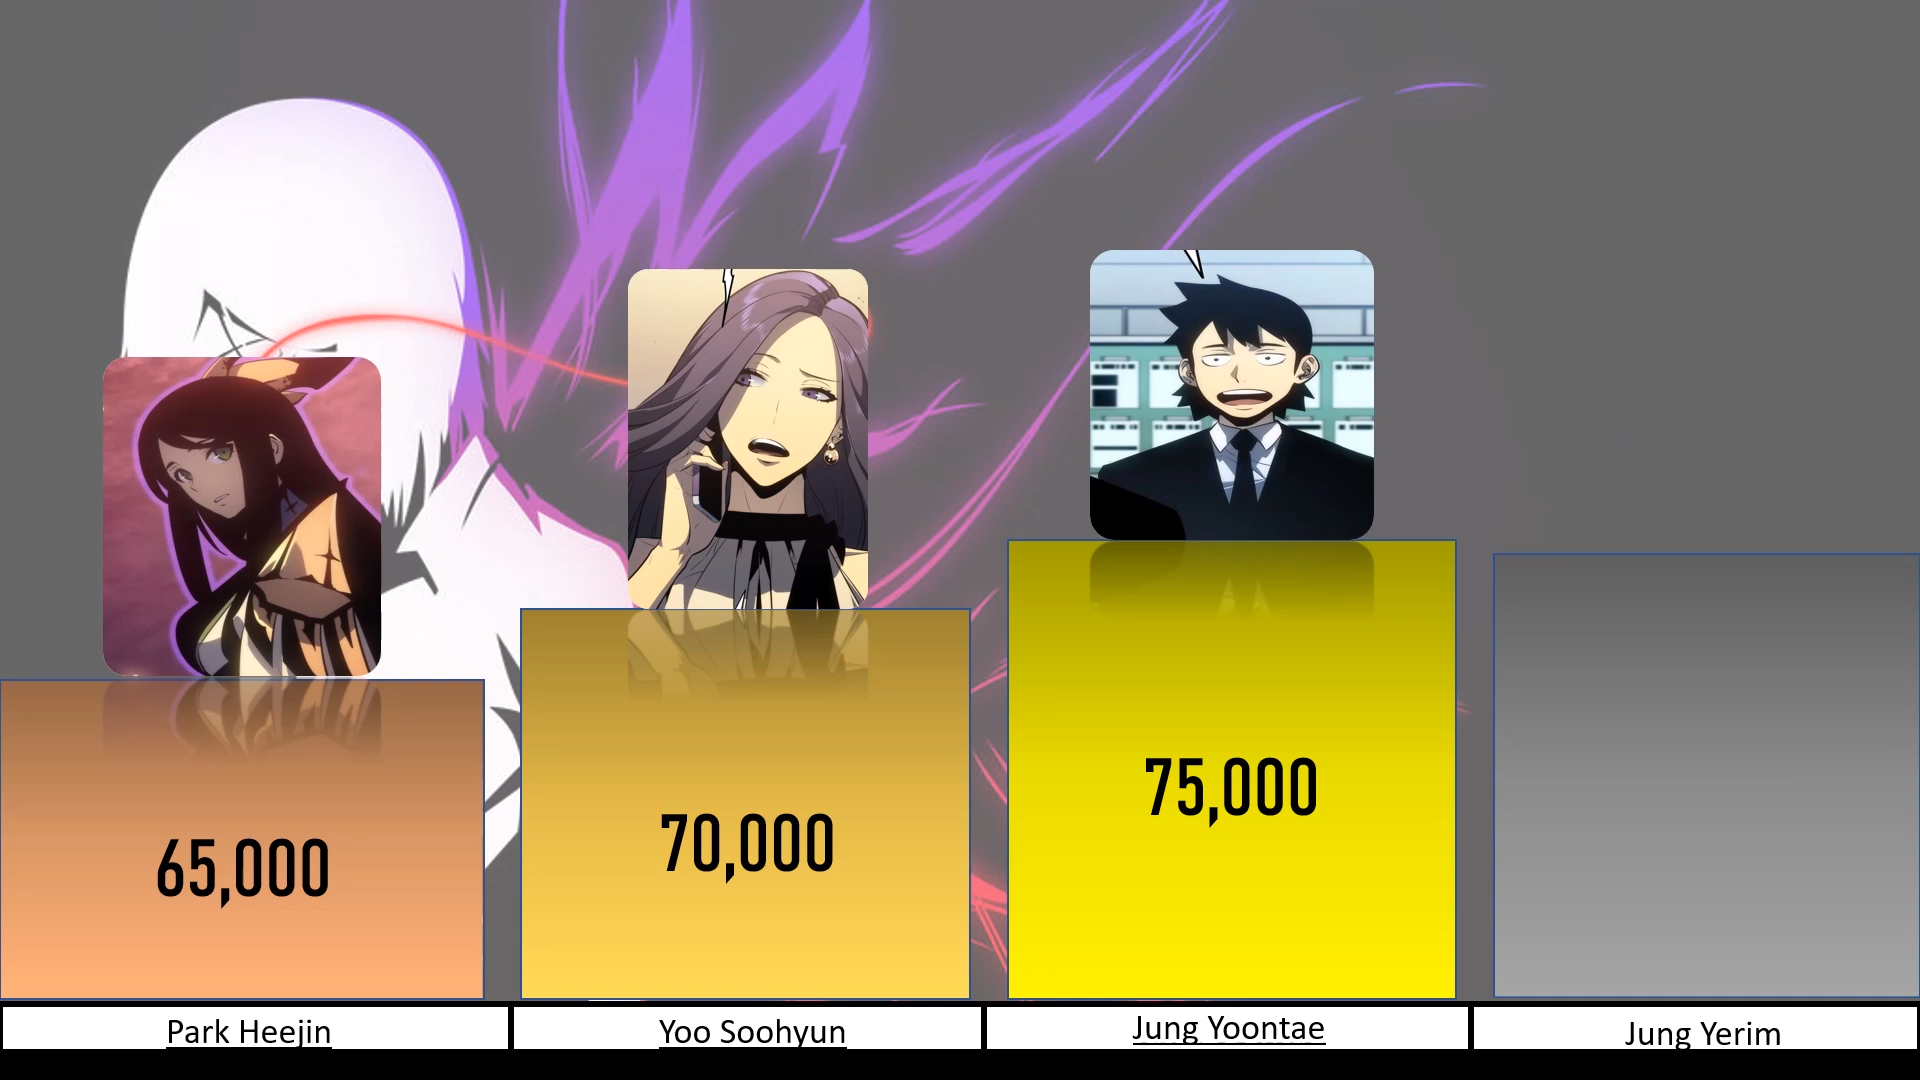 65,000
70,000
75,000
Park Heejin
Yoo Soohyun
Jung Yoontae
Jung Yerim